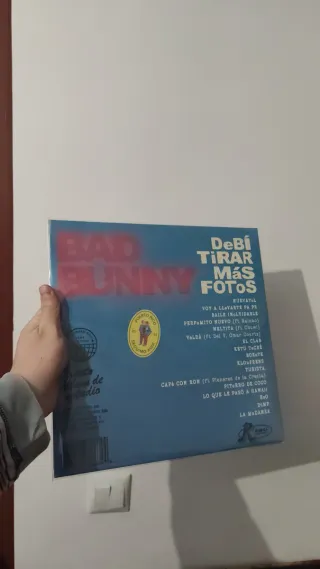 BAD
BUNNY
DeBÍ
TiRAR
MáS
FOTOS
NUEVAYOL
VOY A LLEVARTE PA PR
BAILE INOLVIDABLE
PERFUMITO NUEVO (ft. RaiNao)
WELTITA (ft. Chuwi)
VELDÁ (ft. Dei V, Omar Courtz)
EL CLúB
KETU TeCRÉ
BOKeTE
KLOuFRENS
TURiSTA
CAFé CON RON (ft. Pleneros de la Cresta)
PIToRRO DE COCO
LO QUE LE PASÓ A HAWAii
EoO
DtMF
LA MuDANZA